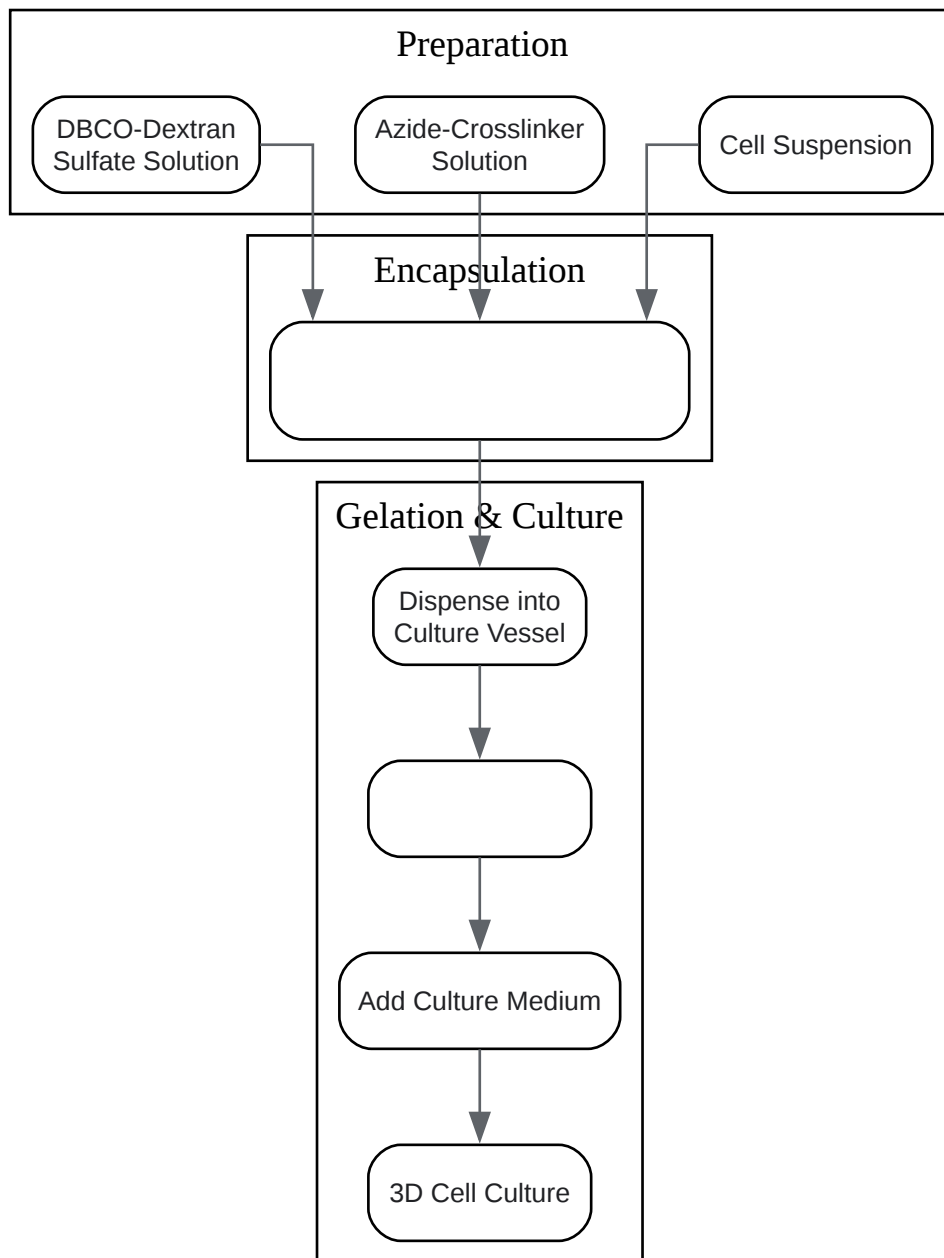 Preparation
DBCO-Dextran
Sulfate Solution
Azide-Crosslinker
Solution
Cell Suspension
Encapsulation
Gelation & Culture
Dispense into
Culture Vessel
Add Culture Medium
3D Cell Culture